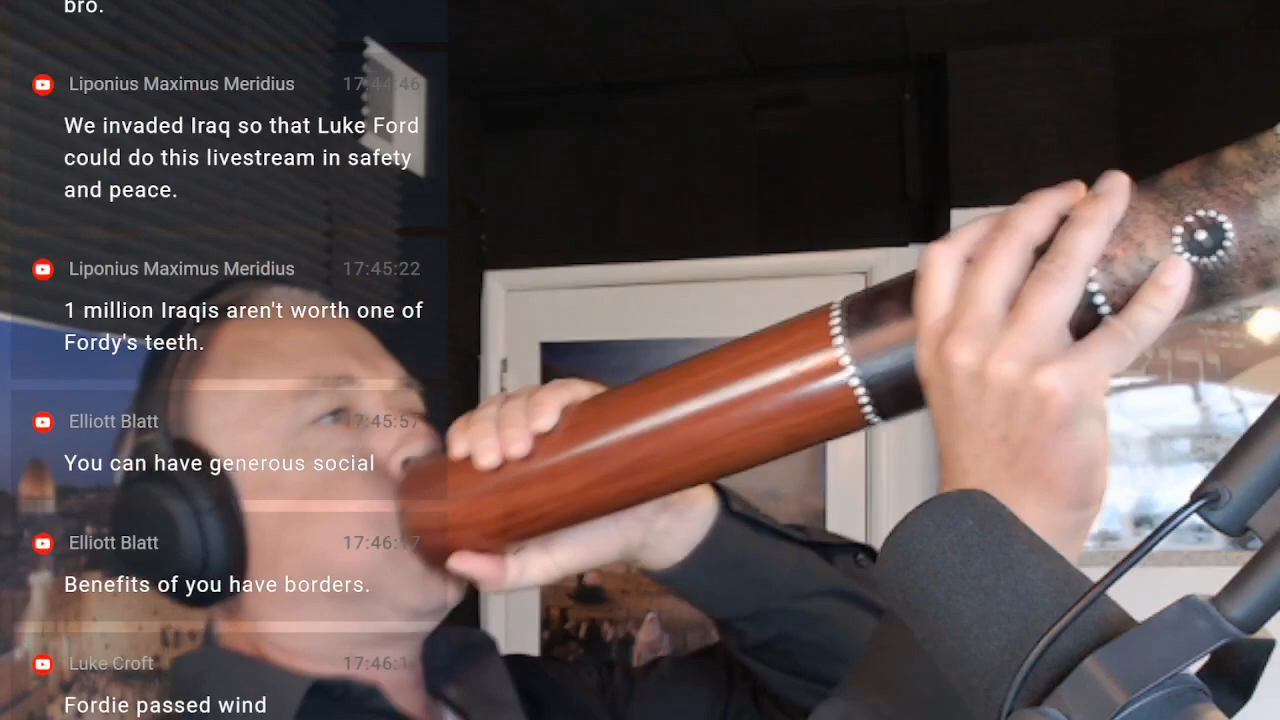 bro.
Liponius Maximus Meridius 17:44:46
We invaded Iraq so that Luke Ford
could do this livestream in safety
and peace.
Liponius Maximus Meridius 17:45:22
1 million Iraqis aren't worth one of
Fordy's teeth.
Elliott Blatt 17:45:57
You can have generous social
Elliott Blatt
Benefits of you have borders.
Luke Croft
Fordie passed wind